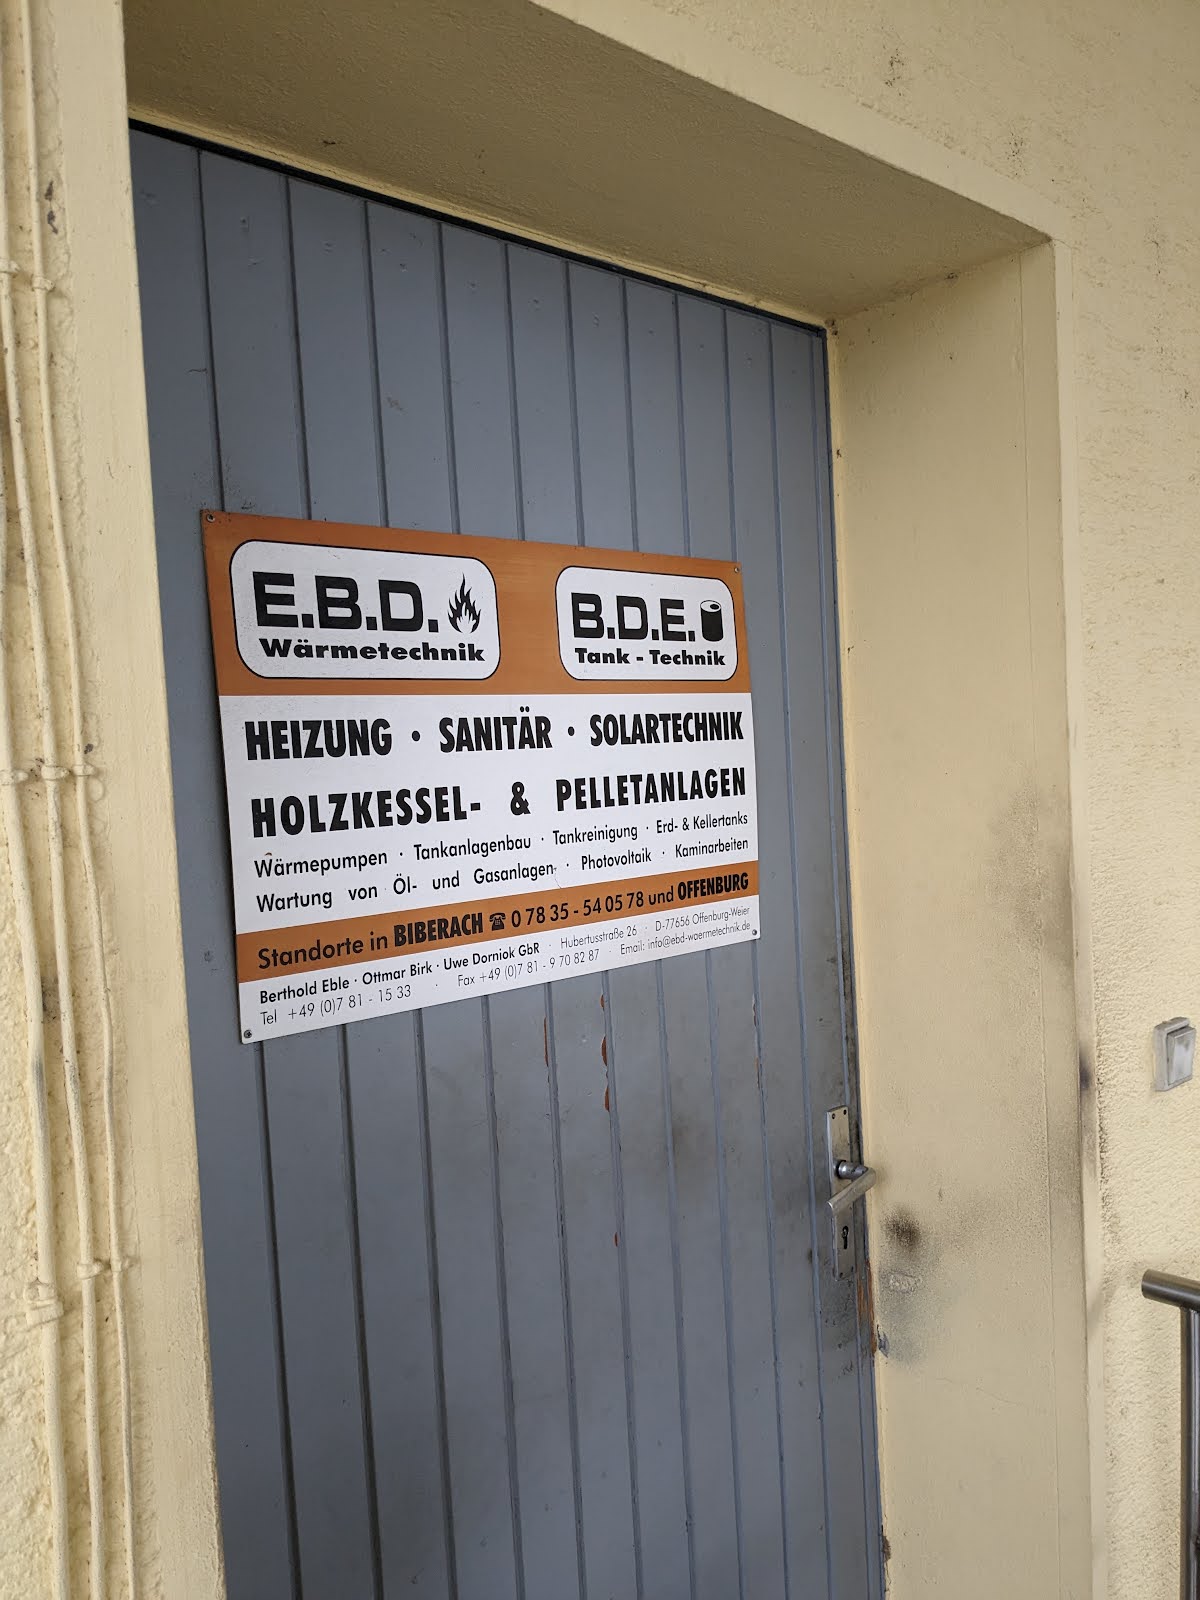 E.B.D.
Wärmetechnik
B.D.E.
Tank - Technik
HEIZUNG · SANITÄR · SOLARTECHNIK
HOLZKESSEL- & PELLETANLAGEN
Wärmepumpen · Tankanlagenbau · Tankreinigung · Erd- & Kellertanks
Wartung von Öl- und Gasanlagen · Photovoltaik · Kaminarbeiten
Standorte in BIBERACH ☎ 0 78 35 - 54 05 78 und OFFENBURG
Berthold Eble · Ottmar Birk · Uwe Dorniok GbR · Hubertusstraße 26 · D-77656 Offenburg-Weier
Tel +49 (0)7 81 - 15 33 · Fax +49 (0)7 81 - 9 70 82 87 · Email: info@ebd-waermetechnik.de